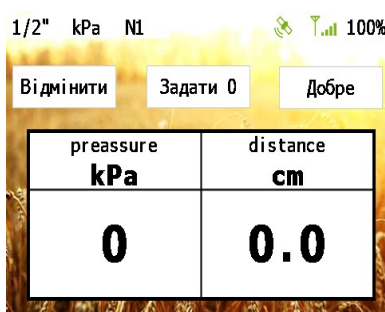 1/2" kPa N1 100%
Відмінити Задати 0 Добре
preassure distance
kPa cm
0 0.0